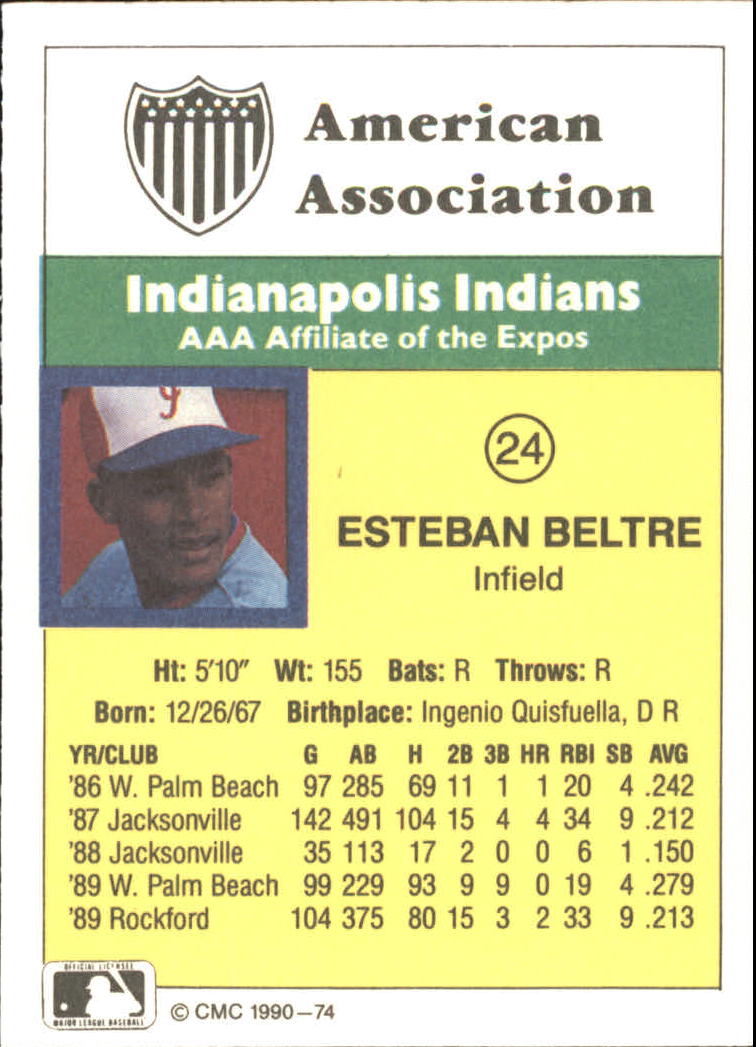 American
Association
Indianapolis Indians
AAA Affiliate of the Expos
24
ESTEBAN BELTRE
Infield
Ht: 5'10" Wt: 155 Bats: R Throws: R
Born: 12/26/67 Birthplace: Ingenio Quisfuella, D R
YR/CLUB G AB H 2B 3B HR RBI SB AVG
'86 W. Palm Beach 97 285 69 11 1 1 20 4 .242
'87 Jacksonville 142 491 104 15 4 4 34 9 .212
'88 Jacksonville 35 113 17 2 0 0 6 1 .150
'89 W. Palm Beach 99 229 93 9 9 0 19 4 .279
'89 Rockford 104 375 80 15 3 2 33 9 .213
OFFICIAL LICENSEE
MAJOR LEAGUE BASEBALL
© CMC 1990–74